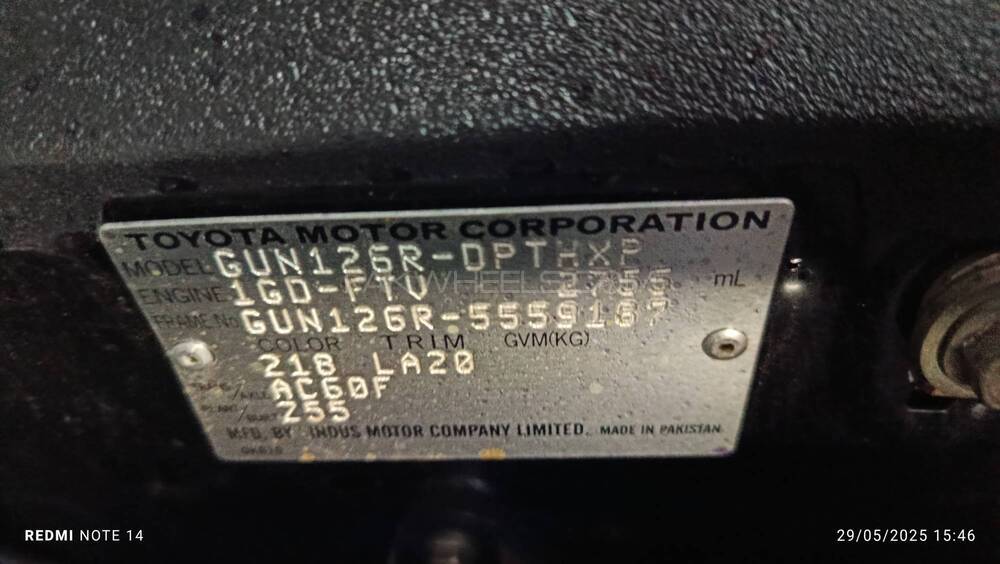 TOYOTA MOTOR CORPORATION
MODEL GUN126R-DPTHXP
ENGINE 1GD-FTV 2755 mL
FRAME No. GUN126R-5559167
COLOR TRIM GVM(KG)
218 LA20
AC60F
Z55
MFD. BY INDUS MOTOR COMPANY LIMITED. MADE IN PAKISTAN
REDMI NOTE 14
29/05/2025 15:46